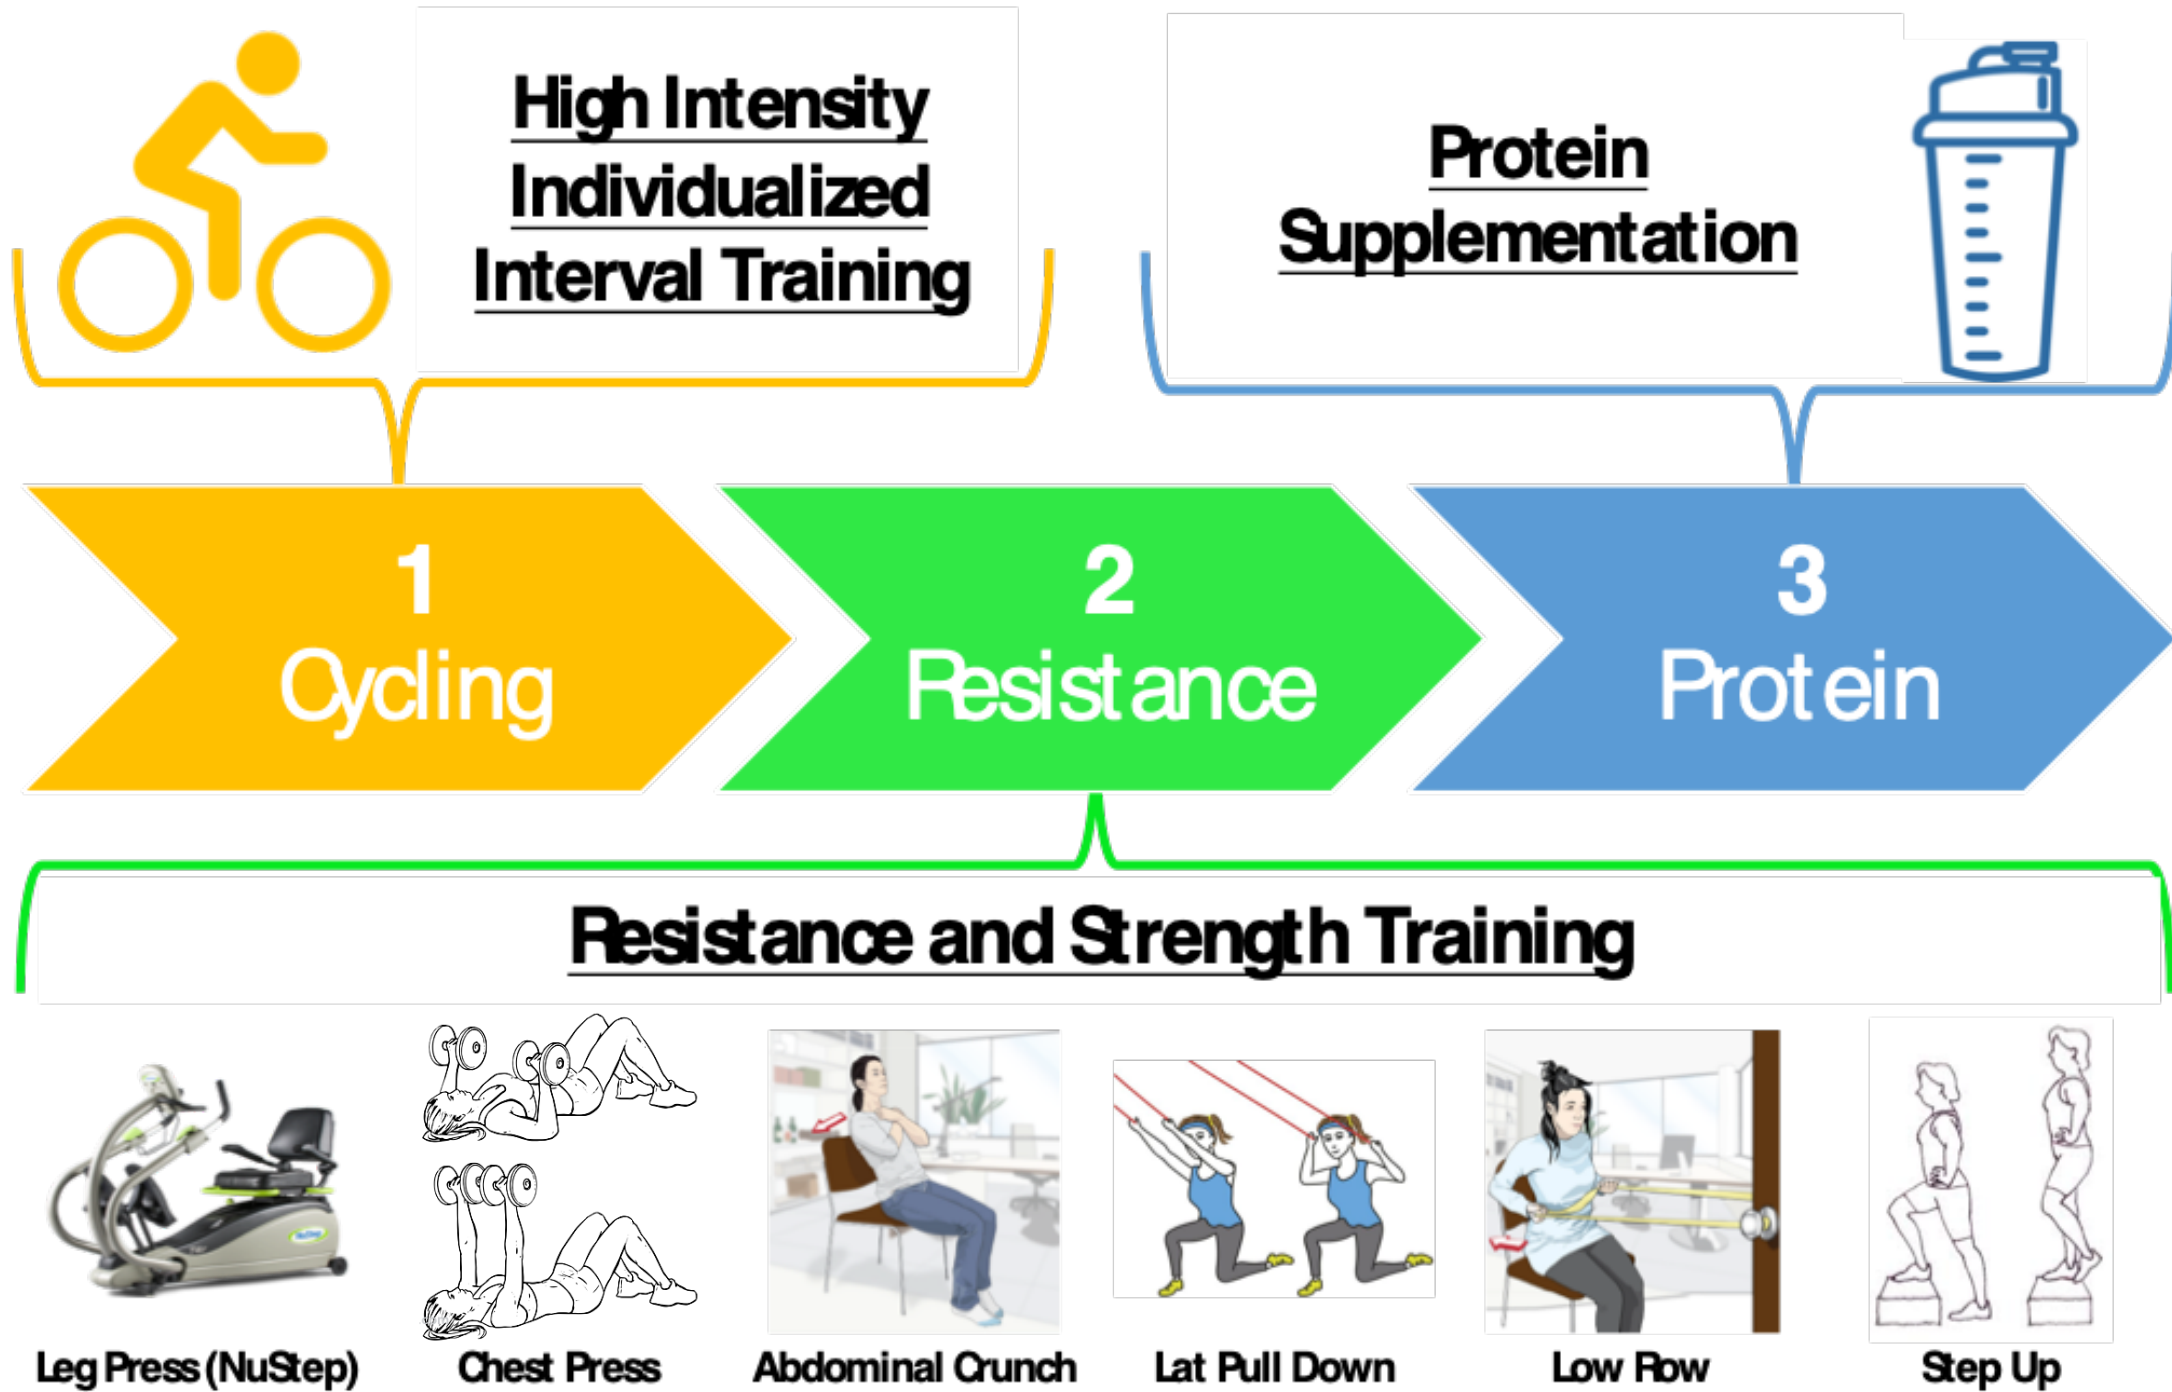 High Intensity
Individualized
Interval Training
Protein
Supplementation
1
Cycling
2
Resistance
3
Protein
Resistance and Strength Training
Leg Press (NuStep)
Chest Press
Abdominal Crunch
Lat Pull Down
Low Row
Step Up
NuStep